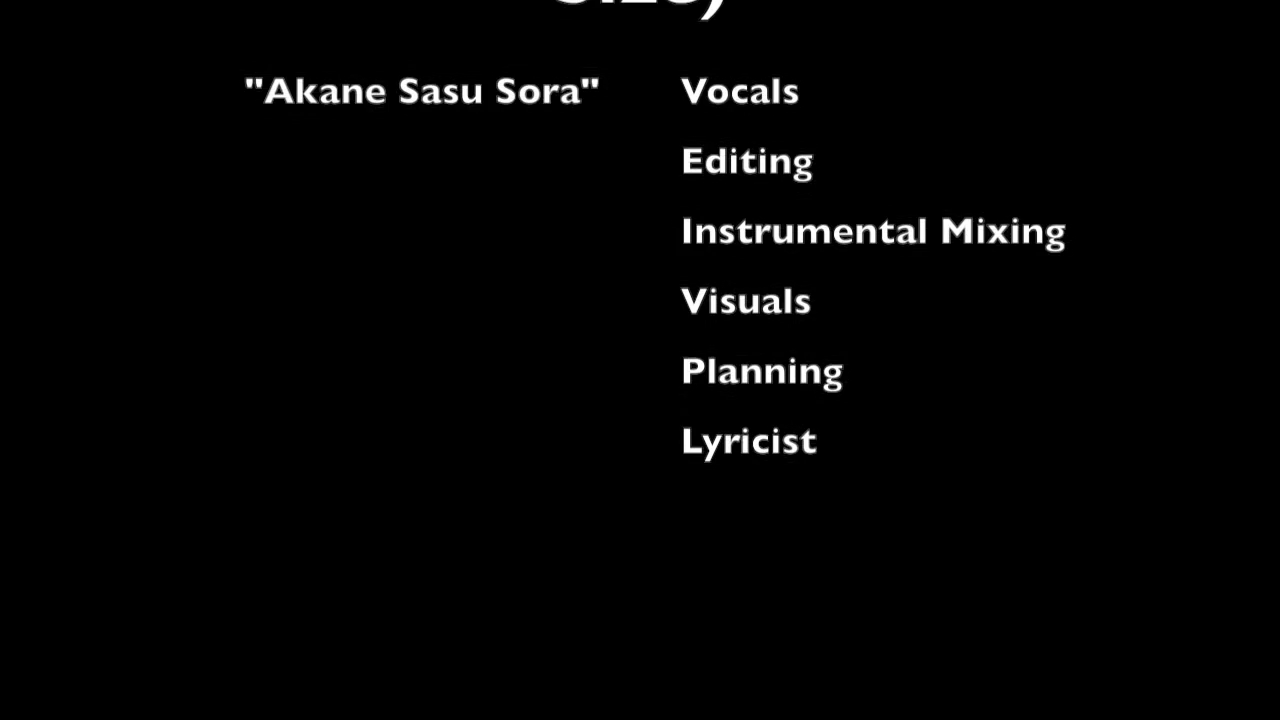 "Akane Sasu Sora" Vocals
Editing
Instrumental Mixing
Visuals
Planning
Lyricist